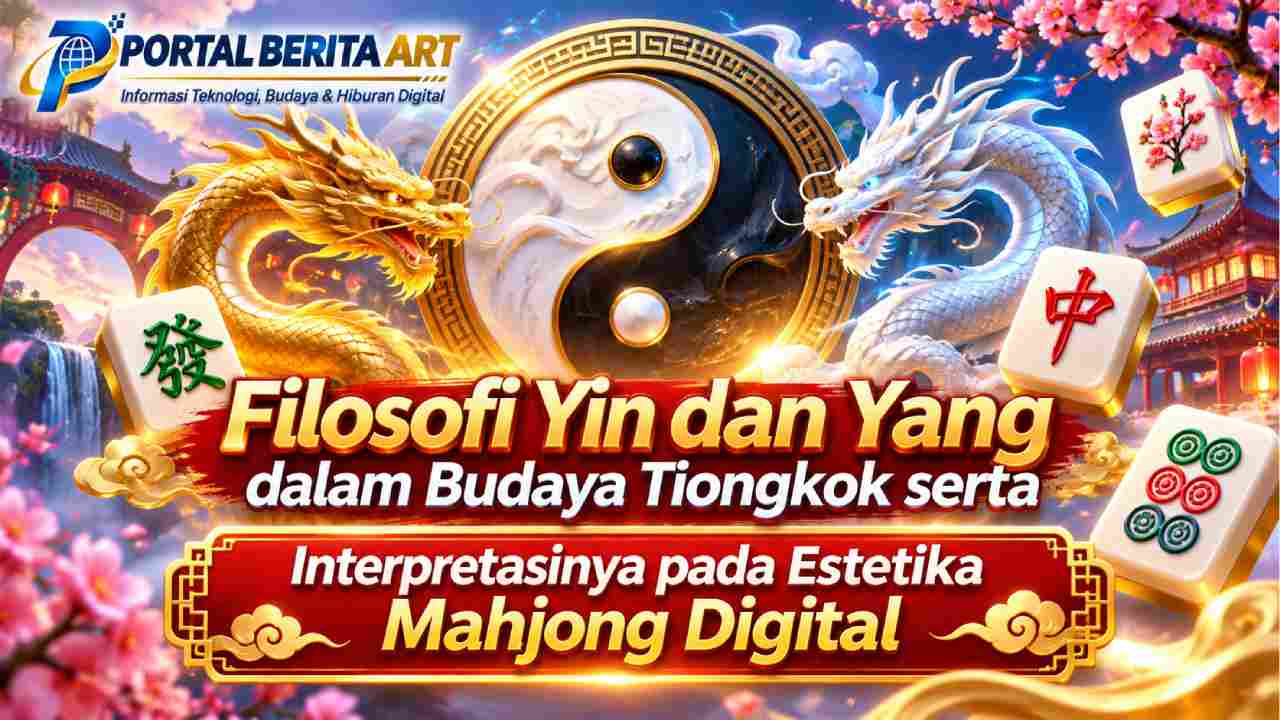 PORTAL BERITA ART
Informasi Teknologi, Budaya & Hiburan Digital
發
中
Filosofi Yin dan Yang
dalam Budaya Tiongkok serta
Interpretasinya pada Estetika
Mahjong Digital